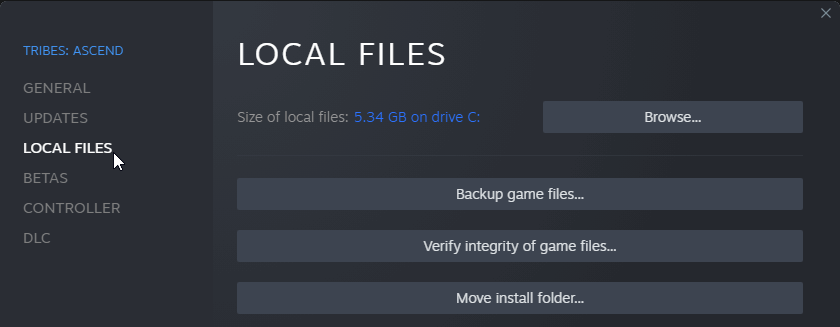 TRIBES: ASCEND
GENERAL
UPDATES
LOCAL FILES
BETAS
CONTROLLER
DLC
LOCAL FILES
Size of local files: 5.34 GB on drive C:
Browse...
Backup game files...
Verify integrity of game files...
Move install folder...